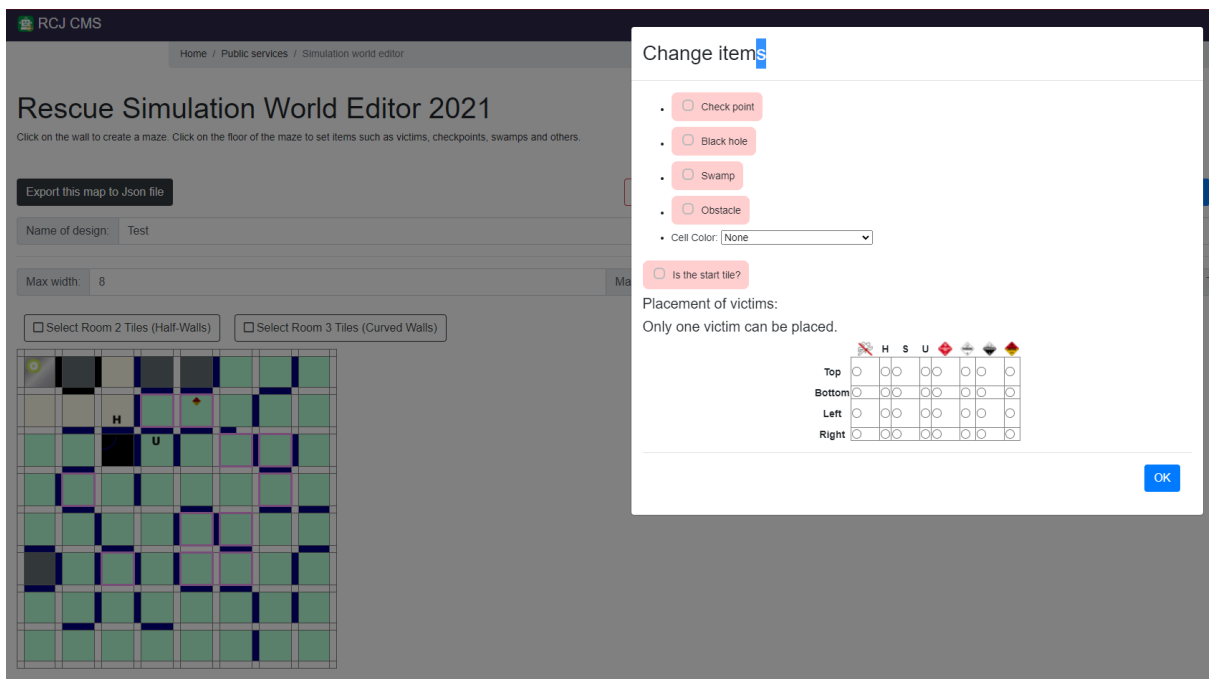 RCJ CMS
Home / Public services / Simulation world editor
Rescue Simulation World Editor 2021
Click on the wall to create a maze. Click on the floor of the maze to set items such as victims, checkpoints, swamps and others.
Export this map to Json file
Name of design: Test
Max width: 8
Ma
Select Room 2 Tiles (Half-Walls)
Select Room 3 Tiles (Curved Walls)
H
U
Change items
Check point
Black hole
Swamp
Obstacle
Cell Color: None
Is the start tile?
Placement of victims:
Only one victim can be placed.
H S U
Top
Bottom
Left
Right
OK